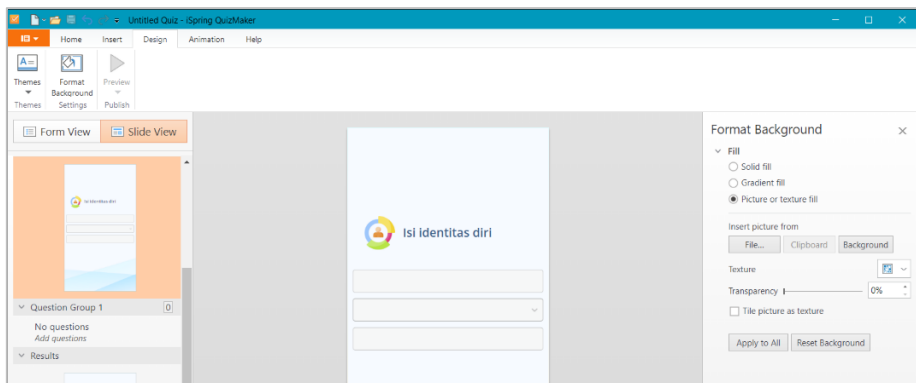 Untitled Quiz - iSpring QuizMaker
Home Insert Design Animation Help
A=
Themes Format Background Preview
Themes Settings Publish
Form View Slide View
Isi identitas diri
Question Group 1 0
No questions
Add questions
Results
Isi identitas diri
Format Background
Fill
Solid fill
Gradient fill
Picture or texture fill
Insert picture from
File... Clipboard Background
Texture
Transparency 0%
Tile picture as texture
Apply to All Reset Background